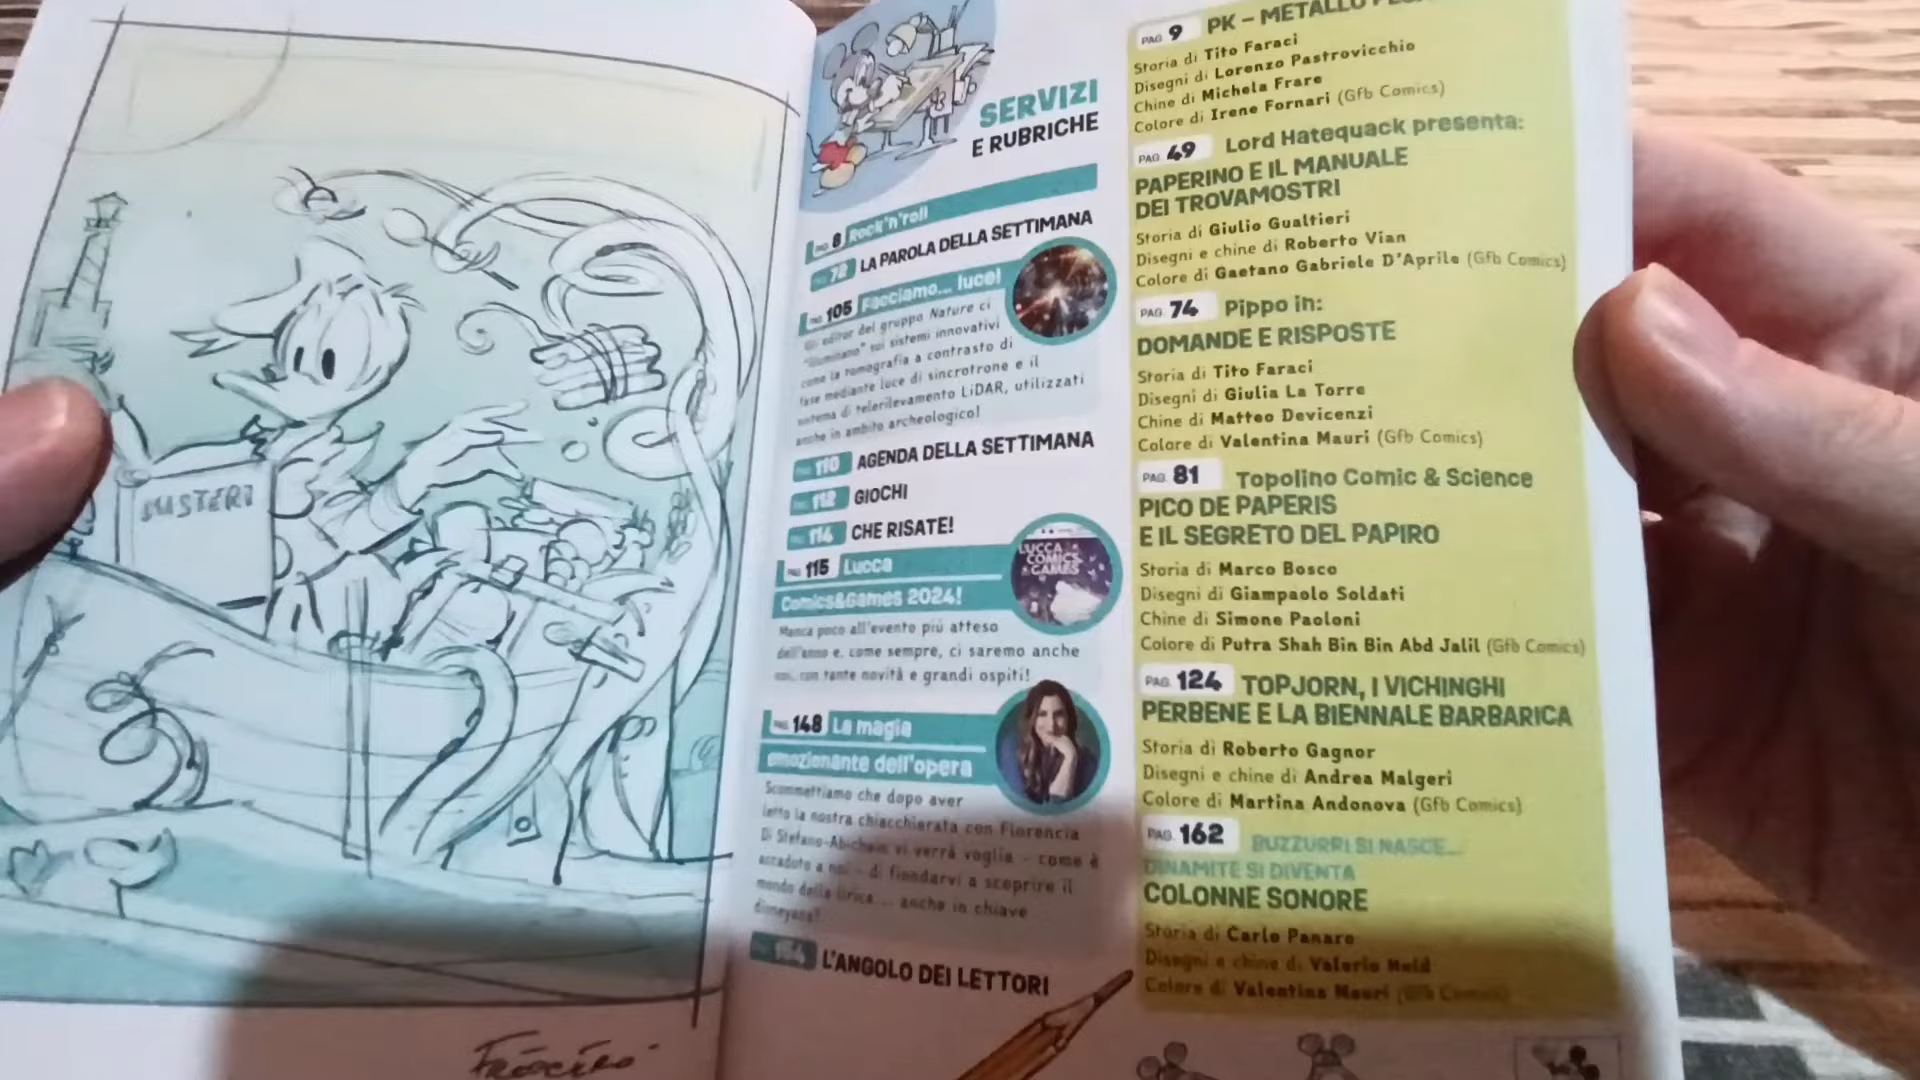 MISTERI
SERVIZI
E RUBRICHE
8 Rock'n'roll
72 LA PAROLA DELLA SETTIMANA
105 Facciamo... luce!
Gli editor del gruppo Nature ci
"illuminano" sui sistemi innovativi
come la tomografia a contrasto di
fase mediante luce di sincrotrone e il
sistema di telerilevamento LiDAR, utilizzati
anche in ambito archeologico!
110 AGENDA DELLA SETTIMANA
112 GIOCHI
114 CHE RISATE!
115 Lucca
Comics&Games 2024!
LUCCA
COMICS
&GAMES
Manca poco all'evento più atteso
dell'anno e, come sempre, ci saremo anche
noi, con tante novità e grandi ospiti!
148 La magia
emozionante dell'opera
Scommettiamo che dopo aver
letto la nostra chiacchierata con Florencia
Di Stefano-Abichain vi verrà voglia - come è
accaduto a noi - di fiondarvi a scoprire il
mondo della lirica... anche in chiave
disneyana?
154 L'ANGOLO DEI LETTORI
PAG. 9 PK – METALLO
Storia di Tito Faraci
Disegni di Lorenzo Pastrovicchio
Chine di Michela Frare
Colore di Irene Fornari (Gfb Comics)
PAG. 49 Lord Hatequack presenta:
PAPERINO E IL MANUALE
DEI TROVAMOSTRI
Storia di Giulio Gualtieri
Disegni e chine di Roberto Vian
Colore di Gaetano Gabriele D'Aprile (Gfb Comics)
PAG. 74 Pippo in:
DOMANDE E RISPOSTE
Storia di Tito Faraci
Disegni di Giulia La Torre
Chine di Matteo Devicenzi
Colore di Valentina Mauri (Gfb Comics)
PAG. 81 Topolino Comic & Science
PICO DE PAPERIS
E IL SEGRETO DEL PAPIRO
Storia di Marco Bosco
Disegni di Giampaolo Soldati
Chine di Simone Paoloni
Colore di Putra Shah Bin Bin Abd Jalil (Gfb Comics)
PAG. 124 TOPJORN, I VICHINGHI
PERBENE E LA BIENNALE BARBARICA
Storia di Roberto Gagnor
Disegni e chine di Andrea Malgeri
Colore di Martina Andonova (Gfb Comics)
PAG. 162 BUZZURRI SI NASCE...
DINAMITE SI DIVENTA
COLONNE SONORE
Storia di Carlo Panaro
Disegni e chine di Valerio Held
Colore di Valentina Mauri (Gfb Comics)